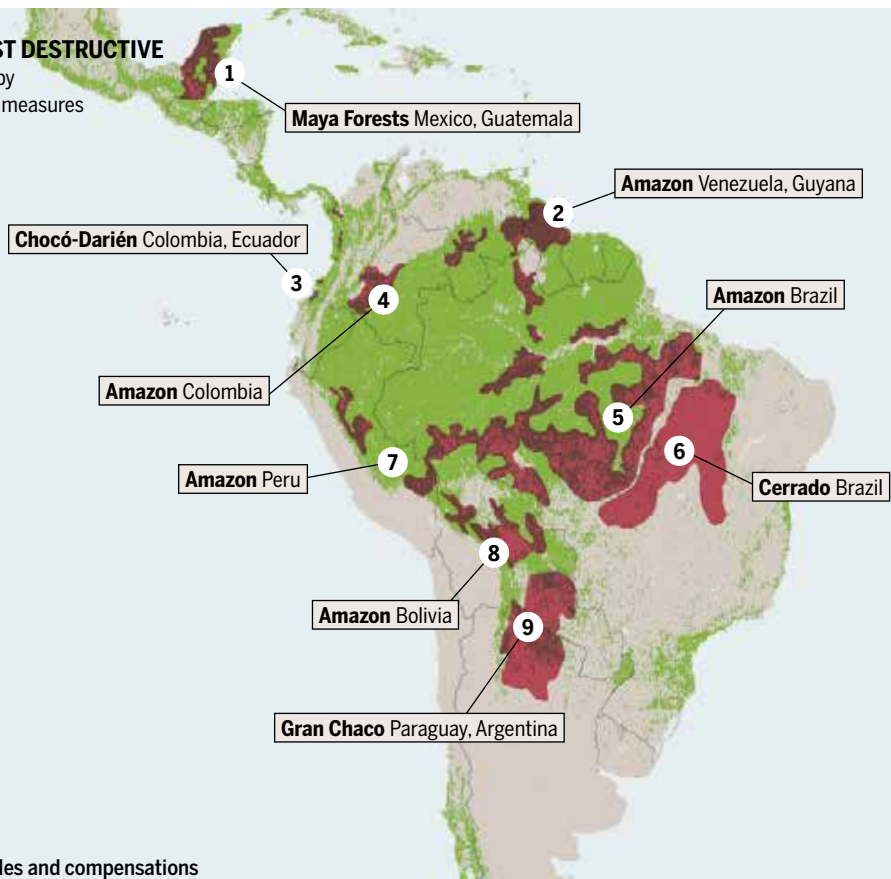 ST DESTRUCTIVE
by
measures
1
Maya Forests Mexico, Guatemala
Amazon Venezuela, Guyana
2
Chocó-Darién Colombia, Ecuador
3
4
Amazon Brazil
Amazon Colombia
5
6
7
Amazon Peru
Cerrado Brazil
8
Amazon Bolivia
9
Gran Chaco Paraguay, Argentina
les and compensations